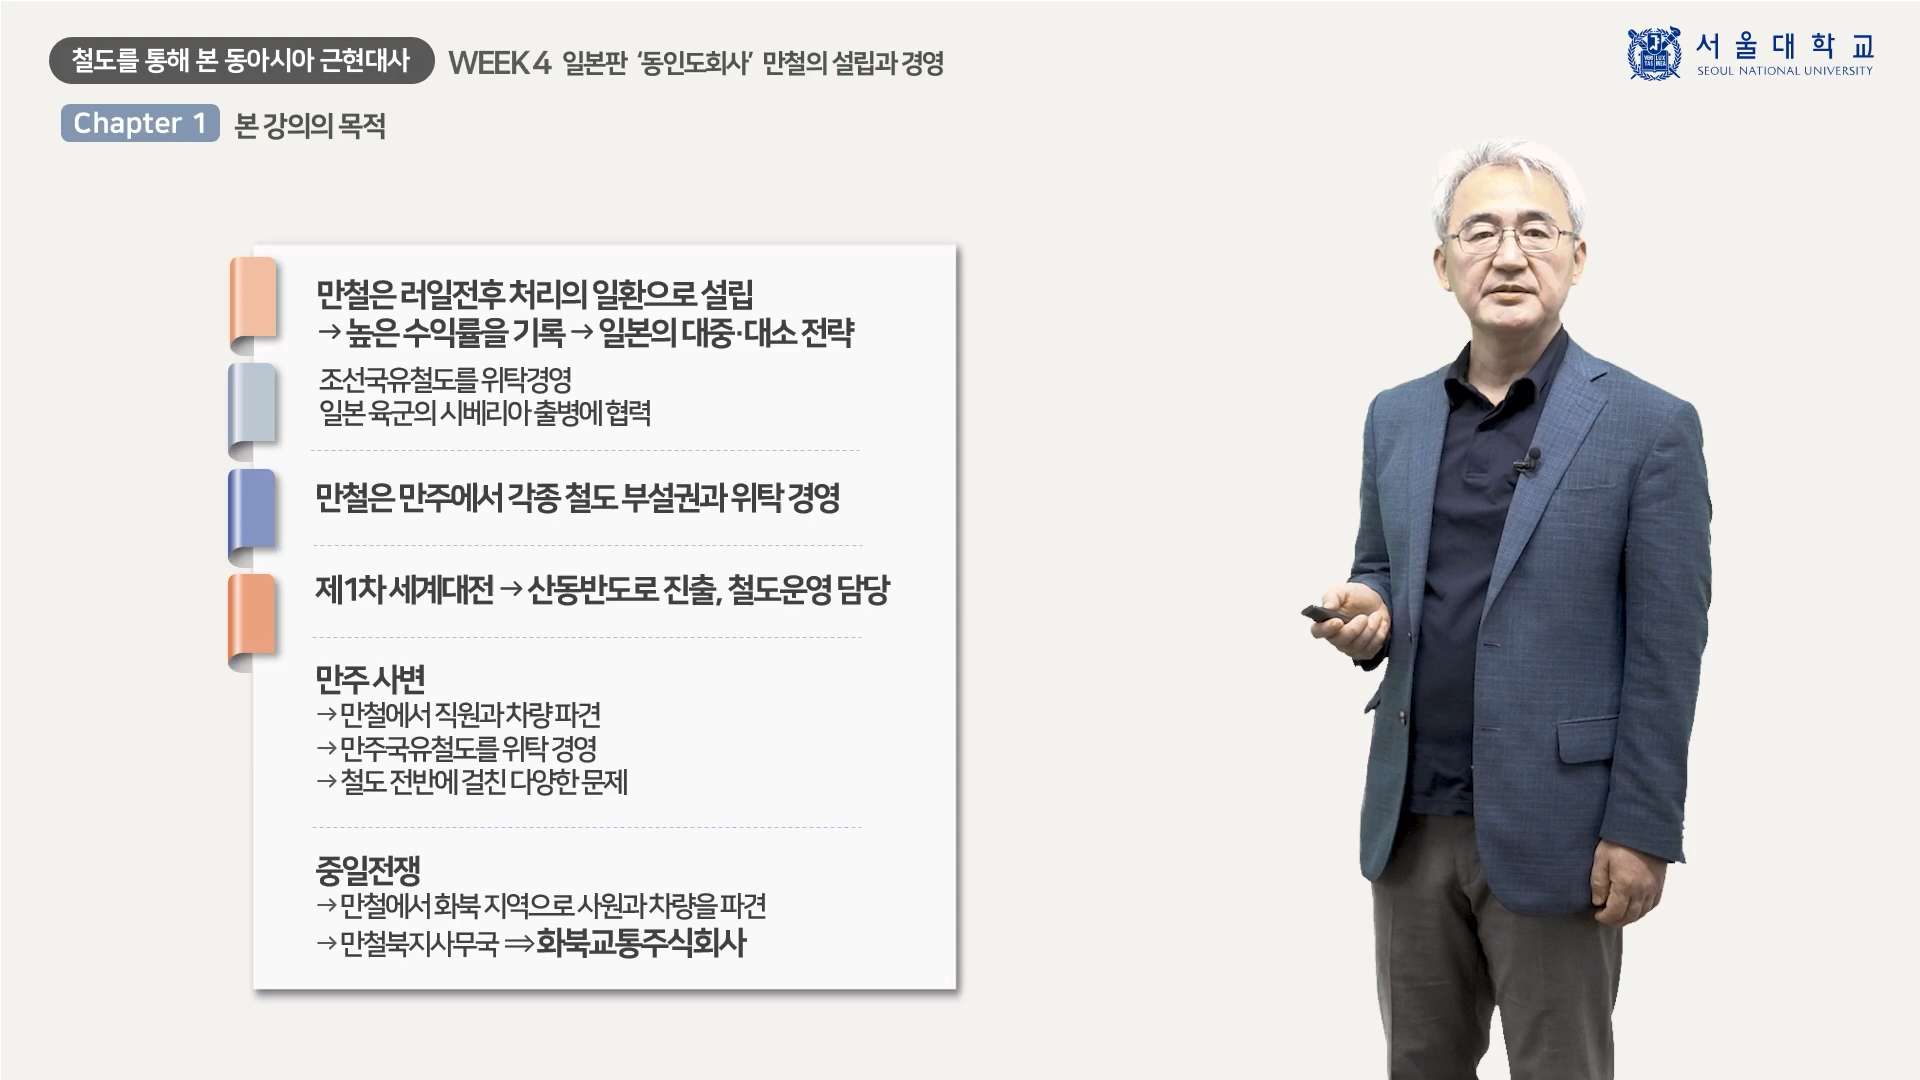 철도를 통해 본 동아시아 근현대사 WEEK 4 일본판 ‘동인도회사’ 만철의 설립과 경영
서울대학교
SEOUL NATIONAL UNIVERSITY
Chapter 1 본 강의의 목적
만철은 러일전후 처리의 일환으로 설립
→ 높은 수익률을 기록 → 일본의 대중·대소 전략
조선국유철도를 위탁경영
일본 육군의 시베리아 출병에 협력
만철은 만주에서 각종 철도 부설권과 위탁 경영
제1차 세계대전 → 산동반도로 진출, 철도운영 담당
만주 사변
→ 만철에서 직원과 차량 파견
→ 만주국유철도를 위탁 경영
→ 철도 전반에 걸친 다양한 문제
중일전쟁
→ 만철에서 화북 지역으로 사원과 차량을 파견
→ 만철북지사무국 ⇒ 화북교통주식회사